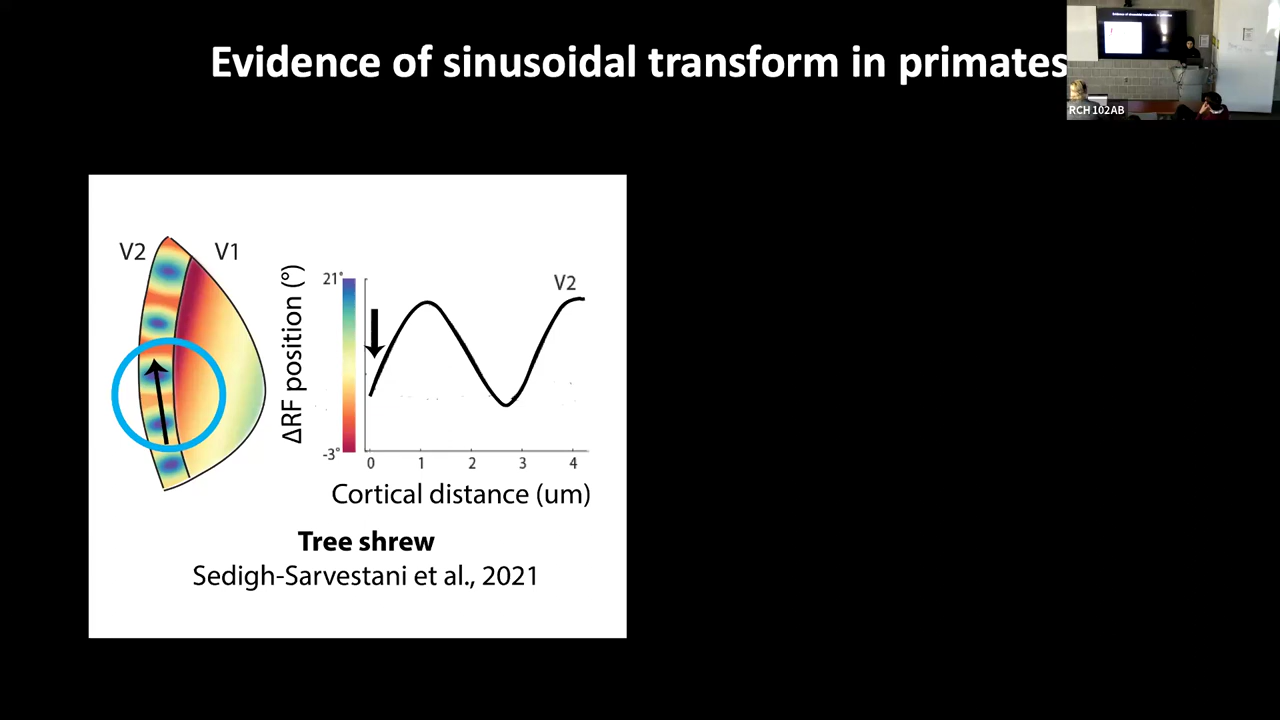 Evidence of sinusoidal transform in primates
RCH 102AB
V2
V1
ΔRF position (°)
21°
-3°
V2
0
1
2
3
4
Cortical distance (um)
Tree shrew
Sedigh-Sarvestani et al., 2021